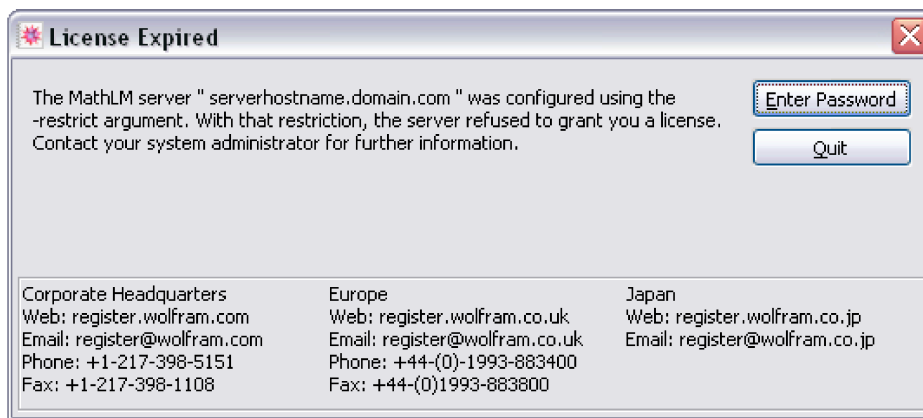 License Expired
The MathLM server " serverhostname.domain.com " was configured using the
-restrict argument. With that restriction, the server refused to grant you a license.
Contact your system administrator for further information.
Enter Password
Quit
Corporate Headquarters
Web: register.wolfram.com
Email: register@wolfram.com
Phone: +1-217-398-5151
Fax: +1-217-398-1108
Europe
Web: register.wolfram.co.uk
Email: register@wolfram.co.uk
Phone: +44-(0)-1993-883400
Fax: +44-(0)1993-883800
Japan
Web: register.wolfram.co.jp
Email: register@wolfram.co.jp